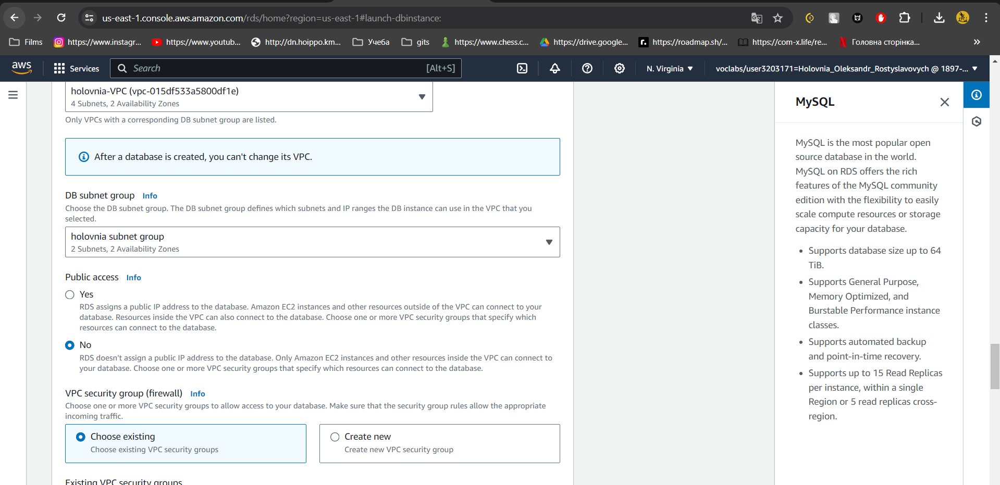 us-east-1.console.aws.amazon.com/rds/home?region=us-east-1#launch-dbinstance:
Films
https://www.instagr...
https://www.youtub...
http://dn.hoippo.km...
Учеба
gits
https://www.chess.c...
https://drive.google...
https://roadmap.sh/...
https://com-x.life/re...
Головна сторінка...
aws
Services
Search
[Alt+S]
N. Virginia
voclabs/user3203171=Holovnia_Oleksandr_Rostyslavovych @ 1897-...
holovnia-VPC (vpc-015df533a5800df1e)
4 Subnets, 2 Availability Zones
Only VPCs with a corresponding DB subnet group are listed.
After a database is created, you can't change its VPC.
DB subnet group Info
Choose the DB subnet group. The DB subnet group defines which subnets and IP ranges the DB instance can use in the VPC that you
selected.
holovnia subnet group
2 Subnets, 2 Availability Zones
Public access Info
Yes
RDS assigns a public IP address to the database. Amazon EC2 instances and other resources outside of the VPC can connect to your
database. Resources inside the VPC can also connect to the database. Choose one or more VPC security groups that specify which
resources can connect to the database.
No
RDS doesn't assign a public IP address to the database. Only Amazon EC2 instances and other resources inside the VPC can connect to
your database. Choose one or more VPC security groups that specify which resources can connect to the database.
VPC security group (firewall) Info
Choose one or more VPC security groups to allow access to your database. Make sure that the security group rules allow the appropriate
incoming traffic.
Choose existing
Choose existing VPC security groups
Create new
Create new VPC security group
Existing VPC security groups
MySQL
MySQL is the most popular open
source database in the world.
MySQL on RDS offers the rich
features of the MySQL community
edition with the flexibility to easily
scale compute resources or storage
capacity for your database.
• Supports database size up to 64
TiB.
• Supports General Purpose,
Memory Optimized, and
Burstable Performance instance
classes.
• Supports automated backup
and point-in-time recovery.
• Supports up to 15 Read Replicas
per instance, within a single
Region or 5 read replicas cross-
region.